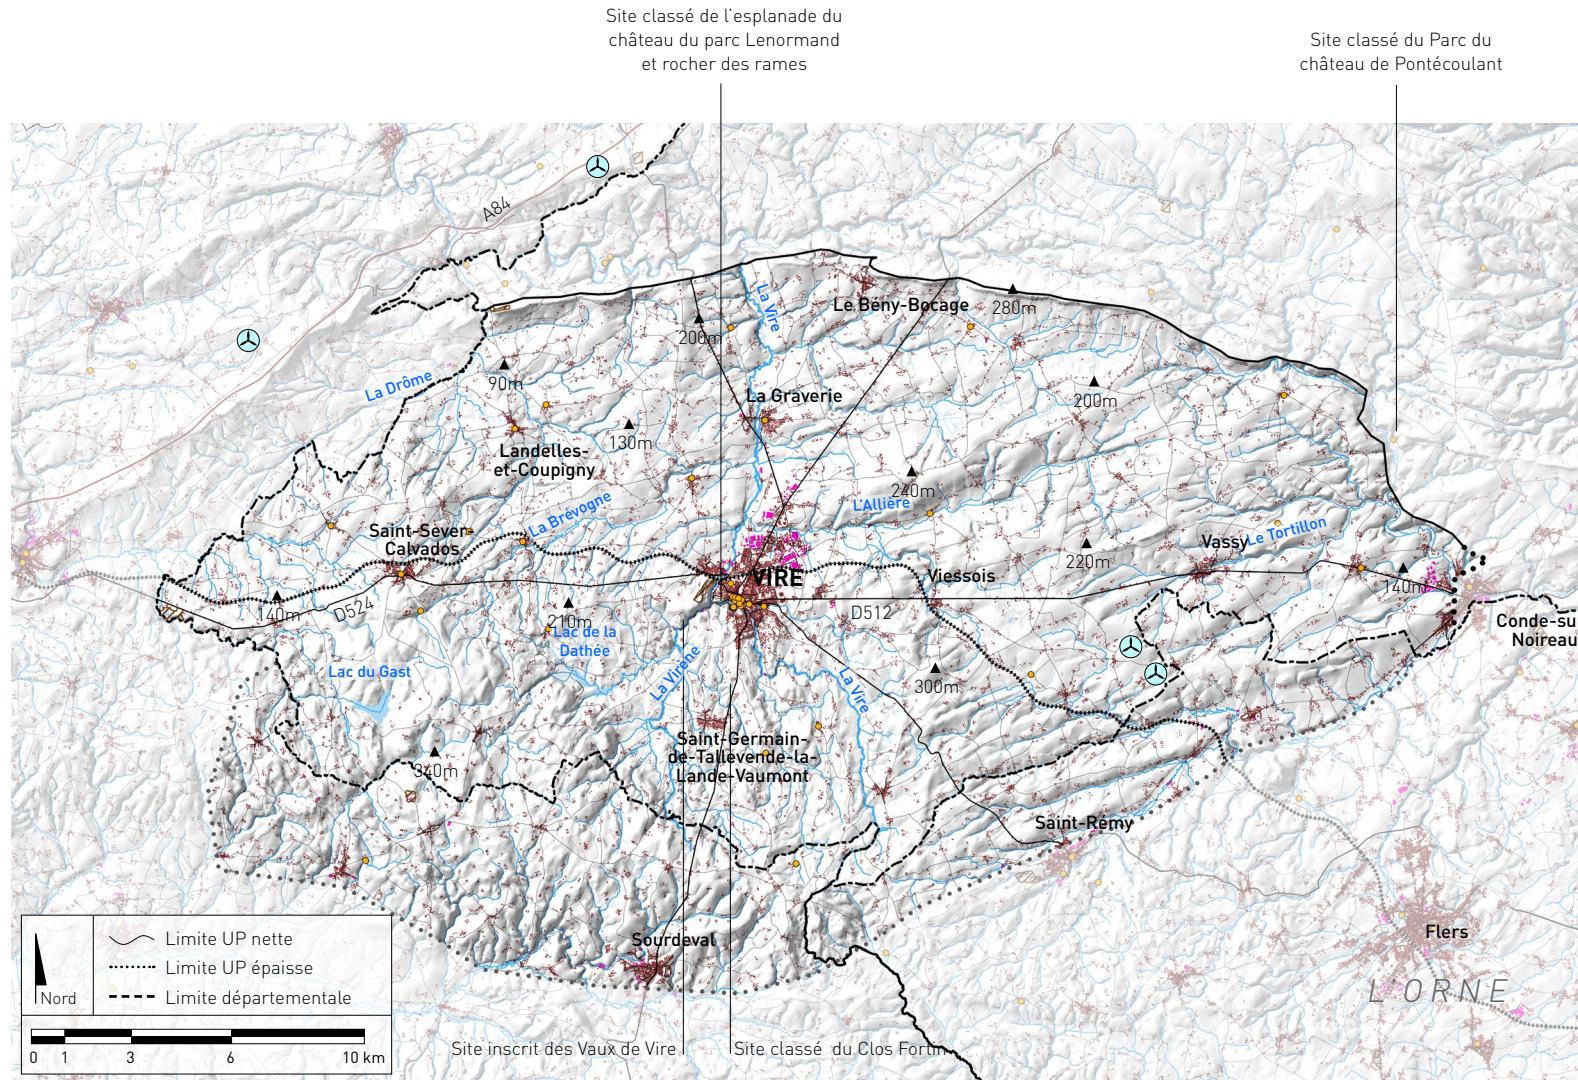 Site classé de l'esplanade du
château du parc Lenormand
et rocher des rames
Site classé du Parc du
château de Pontécoulant
A84
La Vire
Le Bény-Bocage
280m
200m
La Drôme
90m
La Graverie
200m
130m
Landelles-
et-Coupigny
240m
L'Allière
La Brévogne
Saint-Sever-
Calvados
Le Tortillon
Vassy
220m
VIRE
Viessois
140m
140m
D524
210m
D512
Lac de la
Dathée
Conde-su
Noireau
Lac du Gast
La Virène
La Vire
300m
Saint-Germain-
de-Tallevende-la-
Lande-Vaumont
340m
Saint-Rémy
Sourdeval
Flers
L'ORNE
Limite UP nette
Limite UP épaisse
Limite départementale
Nord
0 1 3 6 10 km
Site inscrit des Vaux de Vire
Site classé du Clos Fortin